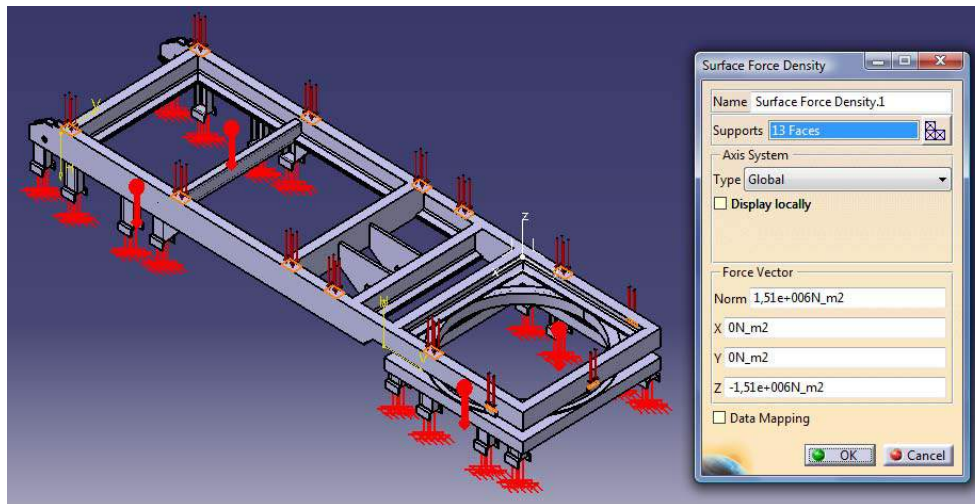 Surface Force Density
Name Surface Force Density.1
Supports 13 Faces
Axis System
Type Global
Display locally
Force Vector
Norm 1,51e+006N_m2
X 0N_m2
Y 0N_m2
Z -1,51e+006N_m2
Data Mapping
OK Cancel
z
x